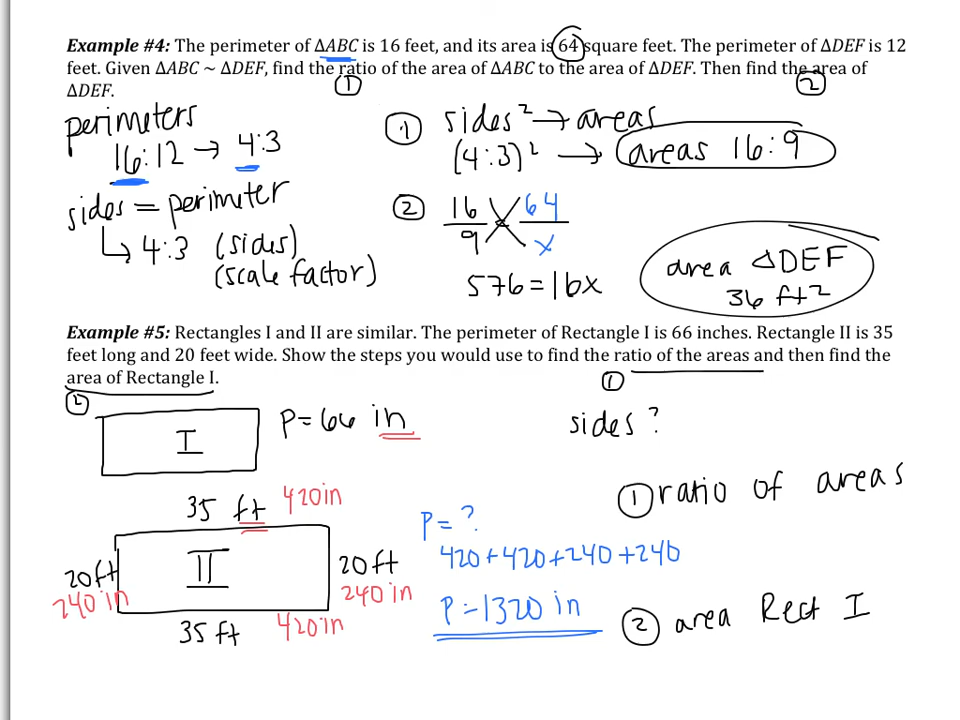 Example #4: The perimeter of ΔABC is 16 feet, and its area is 64 square feet. The perimeter of ΔDEF is 12
feet. Given ΔABC ~ ΔDEF, find the ratio of the area of ΔABC to the area of ΔDEF. Then find the area of
ΔDEF.
① ②
perimeters
16:12 → 4:3
sides = perimeter
↳ 4:3 (sides)
(scale factor)
① sides² → areas
(4:3)² → areas 16:9
② 16/9 = 64/x
576 = 16x
area ΔDEF
36 ft2
Example #5: Rectangles I and II are similar. The perimeter of Rectangle I is 66 inches. Rectangle II is 35
feet long and 20 feet wide. Show the steps you would use to find the ratio of the areas and then find the
area of Rectangle I.
① ②
I P=66 in
sides?
① ratio of areas
35 ft 420in
II
20ft
240 in
20ft
240 in
35 ft 420in
P=?
420+420+240+240
P=1320 in
② area Rect I